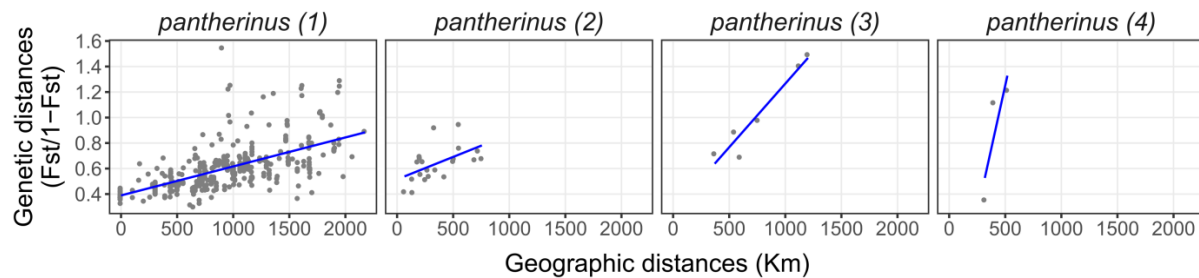 pantherinus (1) pantherinus (2) pantherinus (3) pantherinus (4)
Genetic distances
(Fst/1−Fst)
1.6
1.4
1.2
1.0
0.8
0.6
0.4
0 500 1000 1500 2000 0 500 1000 1500 2000 0 500 1000 1500 2000 0 500 1000 1500 2000
Geographic distances (Km)